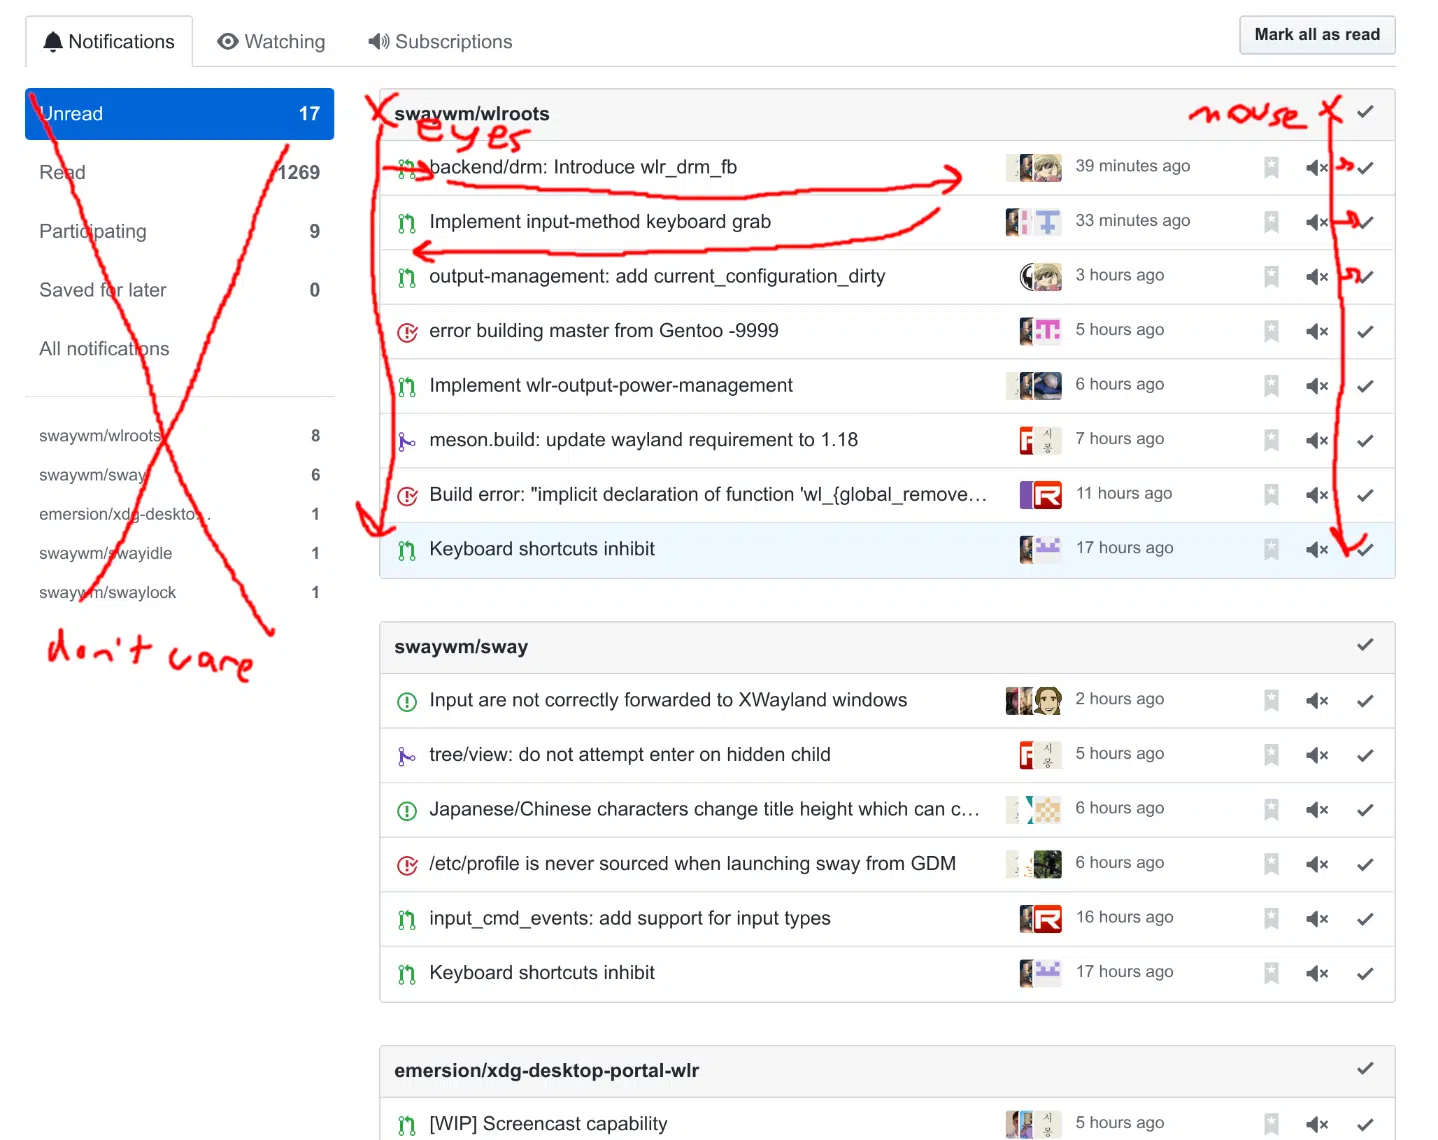 Notifications Watching Subscriptions Mark all as read
Unread 17
Read 1269
Participating 9
Saved for later 0
All notifications
swaywm/wlroots 8
swaywm/sway 6
emersion/xdg-deskto... 1
swaywm/swayidle 1
swaywm/swaylock 1
don't care
swaywm/wlroots
eyes
mouse
backend/drm: Introduce wlr_drm_fb 39 minutes ago
Implement input-method keyboard grab 33 minutes ago
output-management: add current_configuration_dirty 3 hours ago
error building master from Gentoo -9999 5 hours ago
Implement wlr-output-power-management 6 hours ago
meson.build: update wayland requirement to 1.18 7 hours ago
Build error: "implicit declaration of function 'wl_{global_remove... 11 hours ago
Keyboard shortcuts inhibit 17 hours ago
swaywm/sway
Input are not correctly forwarded to XWayland windows 2 hours ago
tree/view: do not attempt enter on hidden child 5 hours ago
Japanese/Chinese characters change title height which can c... 6 hours ago
/etc/profile is never sourced when launching sway from GDM 6 hours ago
input_cmd_events: add support for input types 16 hours ago
Keyboard shortcuts inhibit 17 hours ago
emersion/xdg-desktop-portal-wlr
[WIP] Screencast capability 5 hours ago